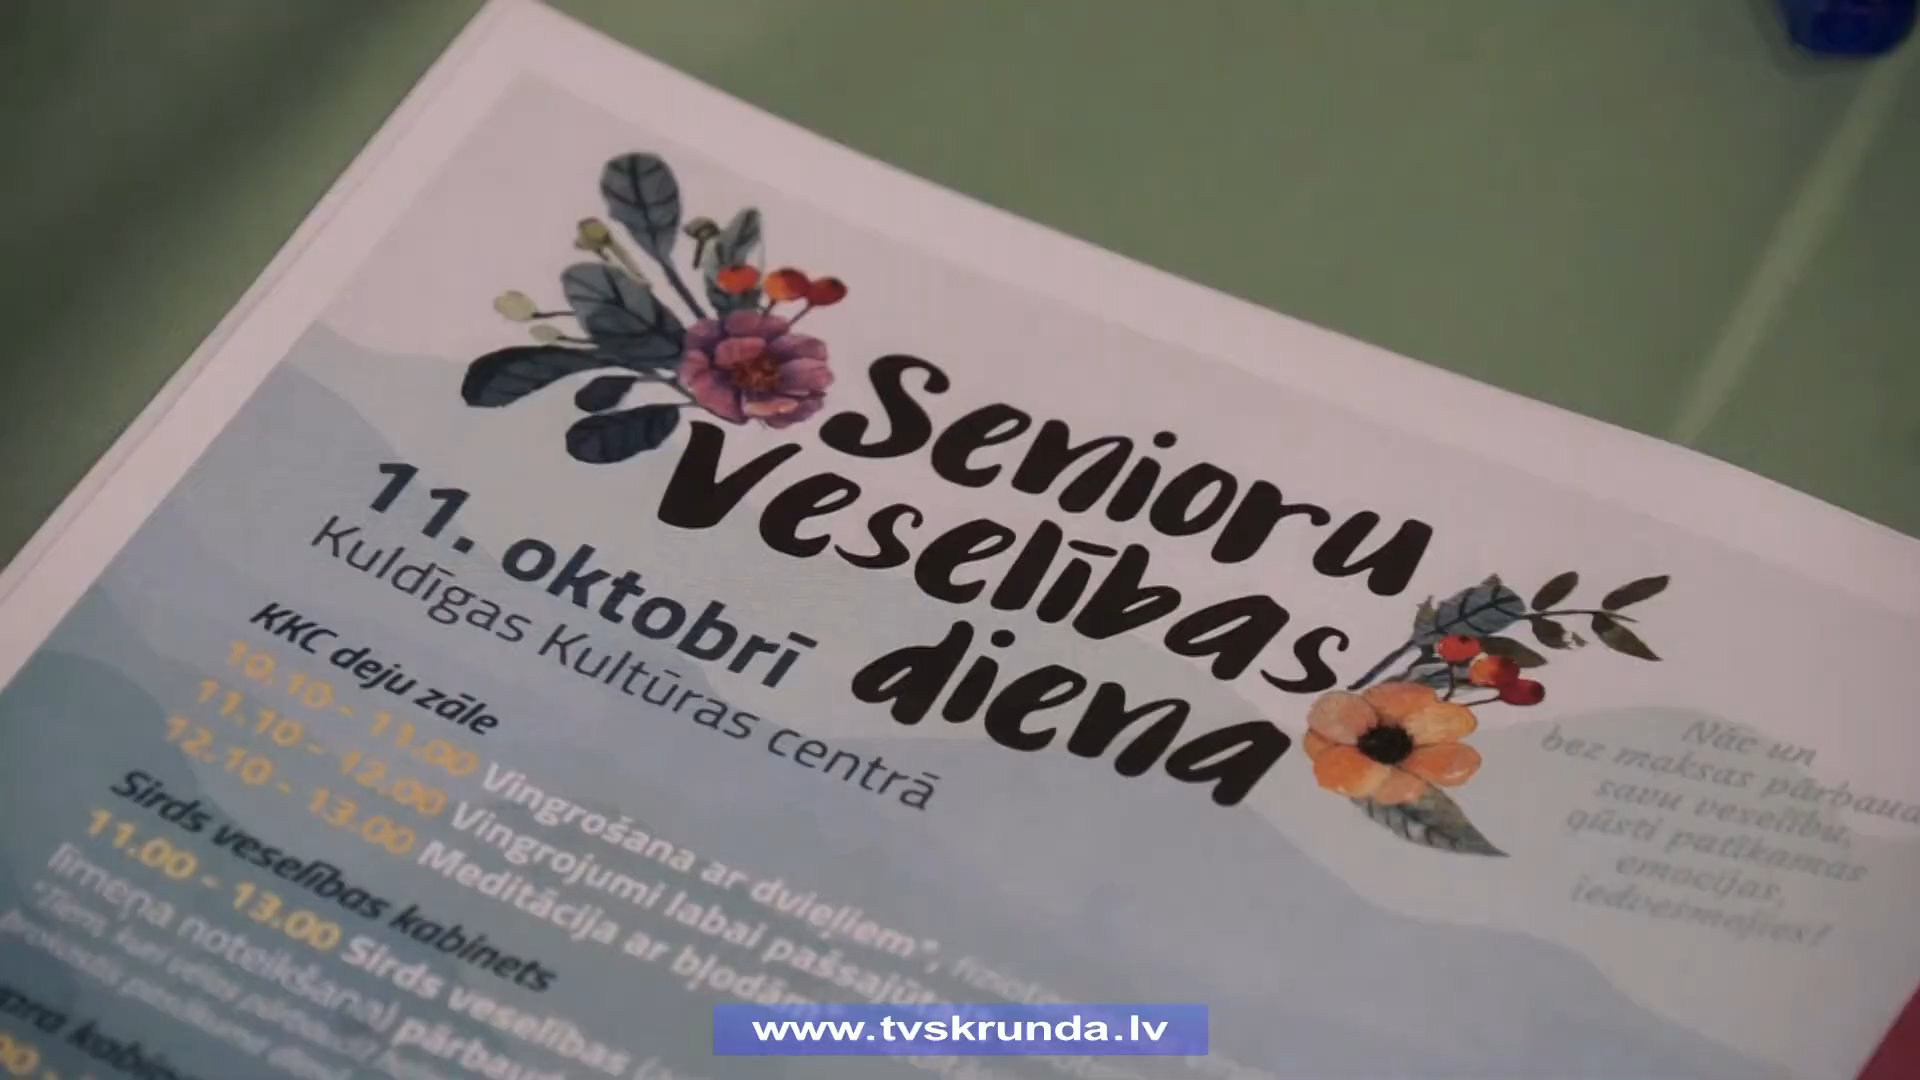 Senioru
Veselības
diena
11. oktobrī
Kuldīgas Kultūras centrā
Nāc un
bez maksas
savu veselību,
gūsti patīkamas
emocijas,
iedvesmojies!
KKC deju zāle
10.10 - 11.00 Vingrošana ar dvieļiem*,
11.10 - 12.00 Vingrojumi labai
12.10 - 13.00 Meditācija ar bļodām*
Sirds veselības kabinets
11.00 - 13.00 Sirds veselības
līmeņa noteikšana)
www.tvskrunda.lv